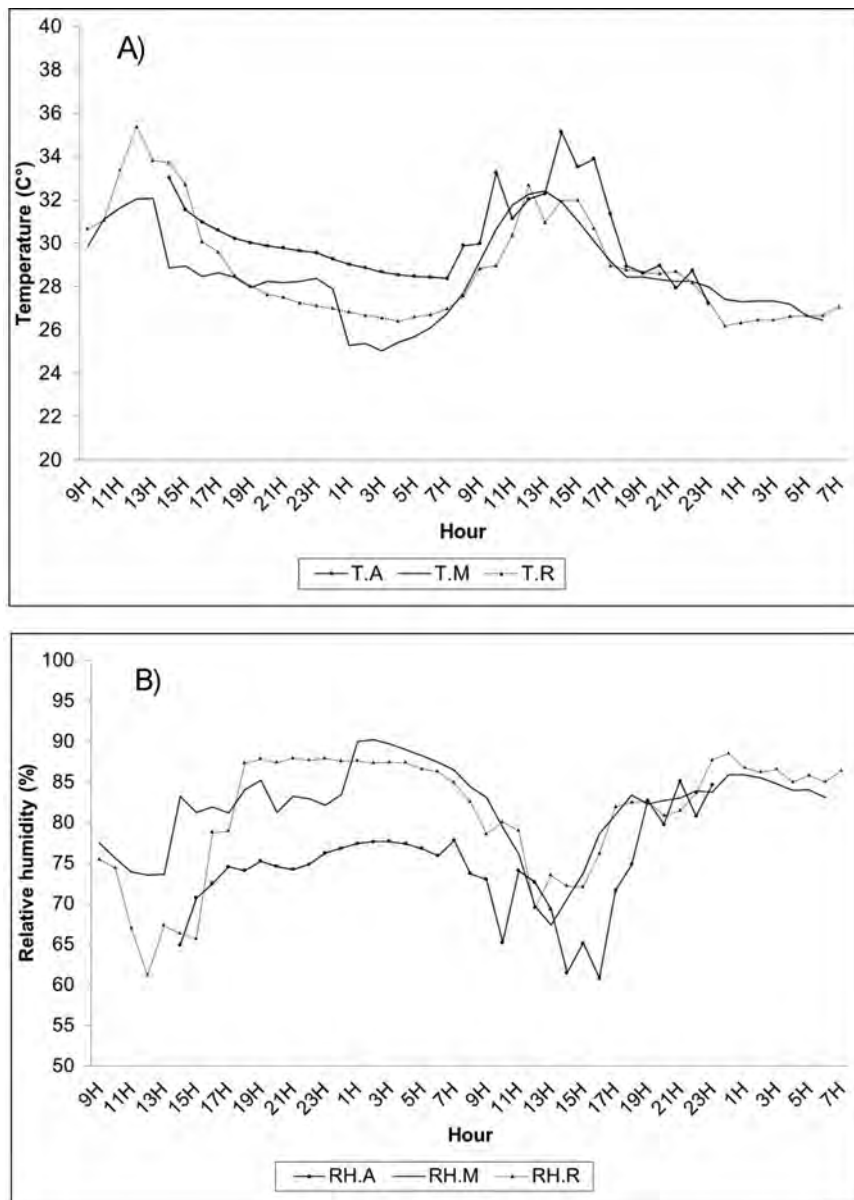 A)
40
38
36
34
32
30
28
26
24
22
20
Temperature (C°)
9H 11H 13H 15H 17H 19H 21H 23H 1H 3H 5H 7H 9H 11H 13H 15H 17H 19H 21H 23H 1H 3H 5H 7H
Hour
T.A T.M T.R
B)
100
95
90
85
80
75
70
65
60
55
50
Relative humidity (%)
9H 11H 13H 15H 17H 19H 21H 23H 1H 3H 5H 7H 9H 11H 13H 15H 17H 19H 21H 23H 1H 3H 5H 7H
Hour
RH.A RH.M RH.R